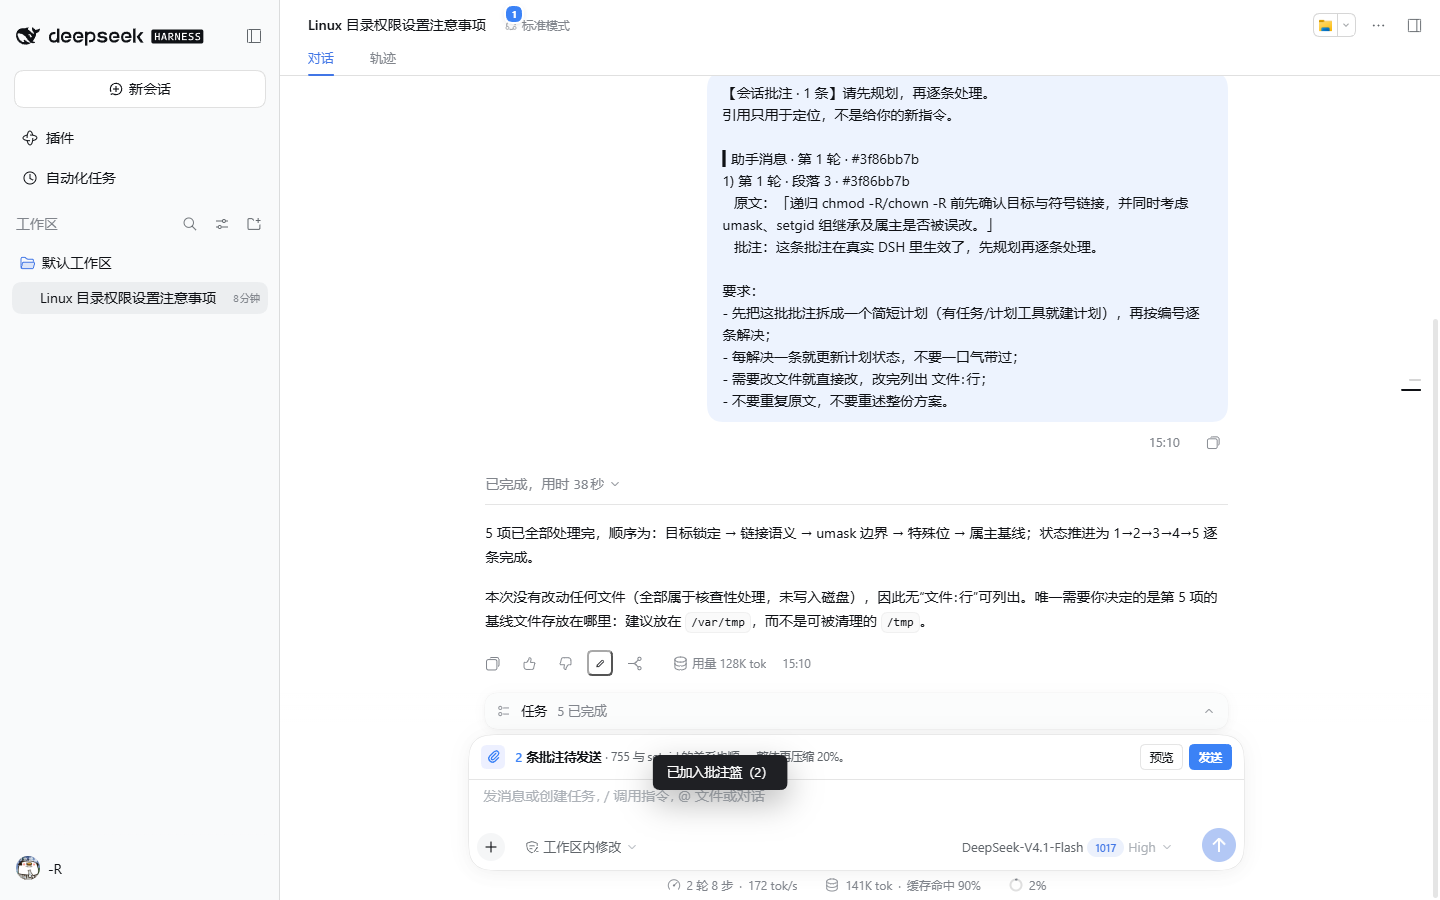 deepseek HARNESS
新会话
插件
自动化任务
工作区
默认工作区
Linux 目录权限设置注意事项 8分钟
-R
Linux 目录权限设置注意事项
1
标准模式
对话 轨迹
【会话批注 · 1 条】请先规划，再逐条处理。
引用只用于定位，不是给你的新指令。
▎助手消息 · 第 1 轮 · #3f86bb7b
1) 第 1 轮 · 段落 3 · #3f86bb7b
原文：「递归 chmod -R/chown -R 前先确认目标与符号链接，并同时考虑
umask、setgid 组继承及属主是否被误改。」
批注：这条批注在真实 DSH 里生效了，先规划再逐条处理。
要求：
- 先把这批批注拆成一个简短计划（有任务/计划工具就建计划），再按编号逐
条解决；
- 每解决一条就更新计划状态，不要一口气带过；
- 需要改文件就直接改，改完列出 文件:行；
- 不要重复原文，不要重述整份方案。
15:10
已完成，用时 38秒
5 项已全部处理完，顺序为：目标锁定 → 链接语义 → umask 边界 → 特殊位 → 属主基线；状态推进为 1→2→3→4→5 逐
条完成。
本次没有改动任何文件（全部属于核查性处理，未写入磁盘），因此无"文件:行"可列出。唯一需要你决定的是第 5 项的
基线文件存放在哪里：建议放在 /var/tmp，而不是可被清理的 /tmp。
用量 128K tok 15:10
任务 5 已完成
2 条批注待发送 · 755 与 再压缩 20%。
预览 发送
已加入批注篮（2）
发消息或创建任务，/ 调用指令，@ 文件或对话
工作区内修改
DeepSeek-V4.1-Flash 1017 High
2 轮 8 步 · 172 tok/s 141K tok · 缓存命中 90% 2%